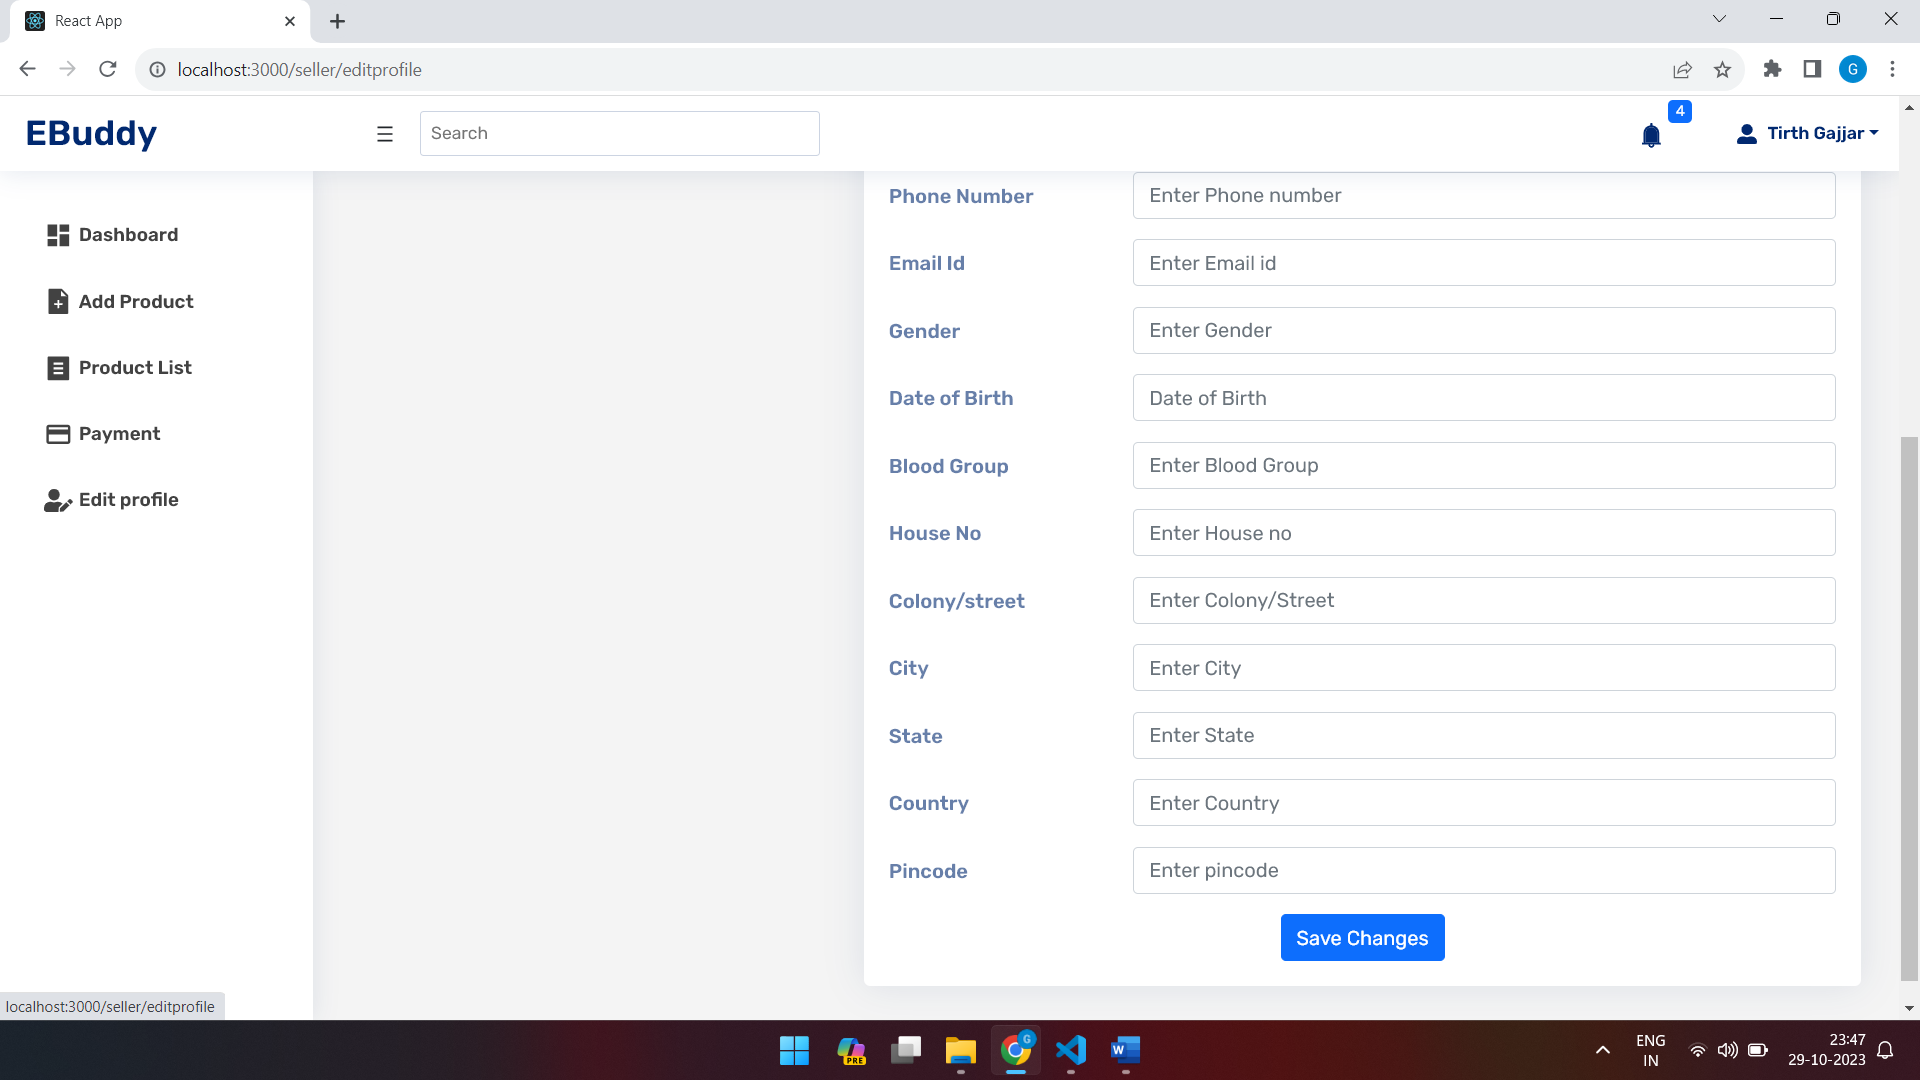 React App
localhost:3000/seller/editprofile
G
EBuddy
Search
4
Tirth Gajjar
Dashboard
Add Product
Product List
Payment
Edit profile
Phone Number Enter Phone number
Email Id Enter Email id
Gender Enter Gender
Date of Birth Date of Birth
Blood Group Enter Blood Group
House No Enter House no
Colony/street Enter Colony/Street
City Enter City
State Enter State
Country Enter Country
Pincode Enter pincode
Save Changes
localhost:3000/seller/editprofile
PRE
G
W
ENG
IN
23:47
29-10-2023